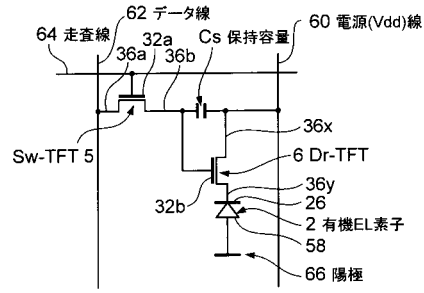 62 データ線
60 電源(Vdd)線
64 走査線
32a
Cs 保持容量
36a
36b
36x
Sw-TFT 5
6 Dr-TFT
32b
36y
26
2 有機EL素子
58
66 陽極